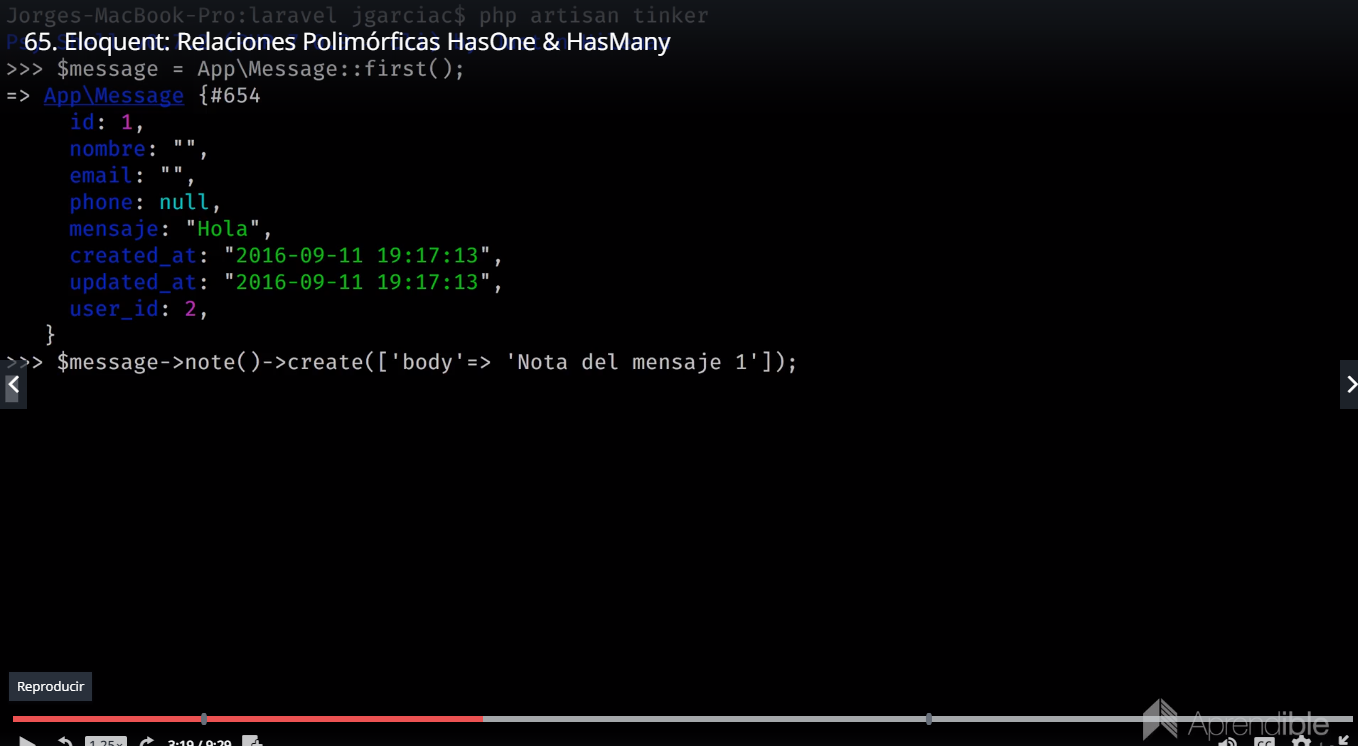 Jorges-MacBook-Pro:laravel jgarciac$ php artisan tinker
65. Eloquent: Relaciones Polimórficas HasOne & HasMany
>>> $message = App\Message::first();
=> App\Message {#654
id: 1,
nombre: "",
email: "",
phone: null,
mensaje: "Hola",
created_at: "2016-09-11 19:17:13",
updated_at: "2016-09-11 19:17:13",
user_id: 2,
}
>>> $message->note()->create(['body'=> 'Nota del mensaje 1']);
Reproducir
Aprendible
1.25x
3:19 / 9:29
CC